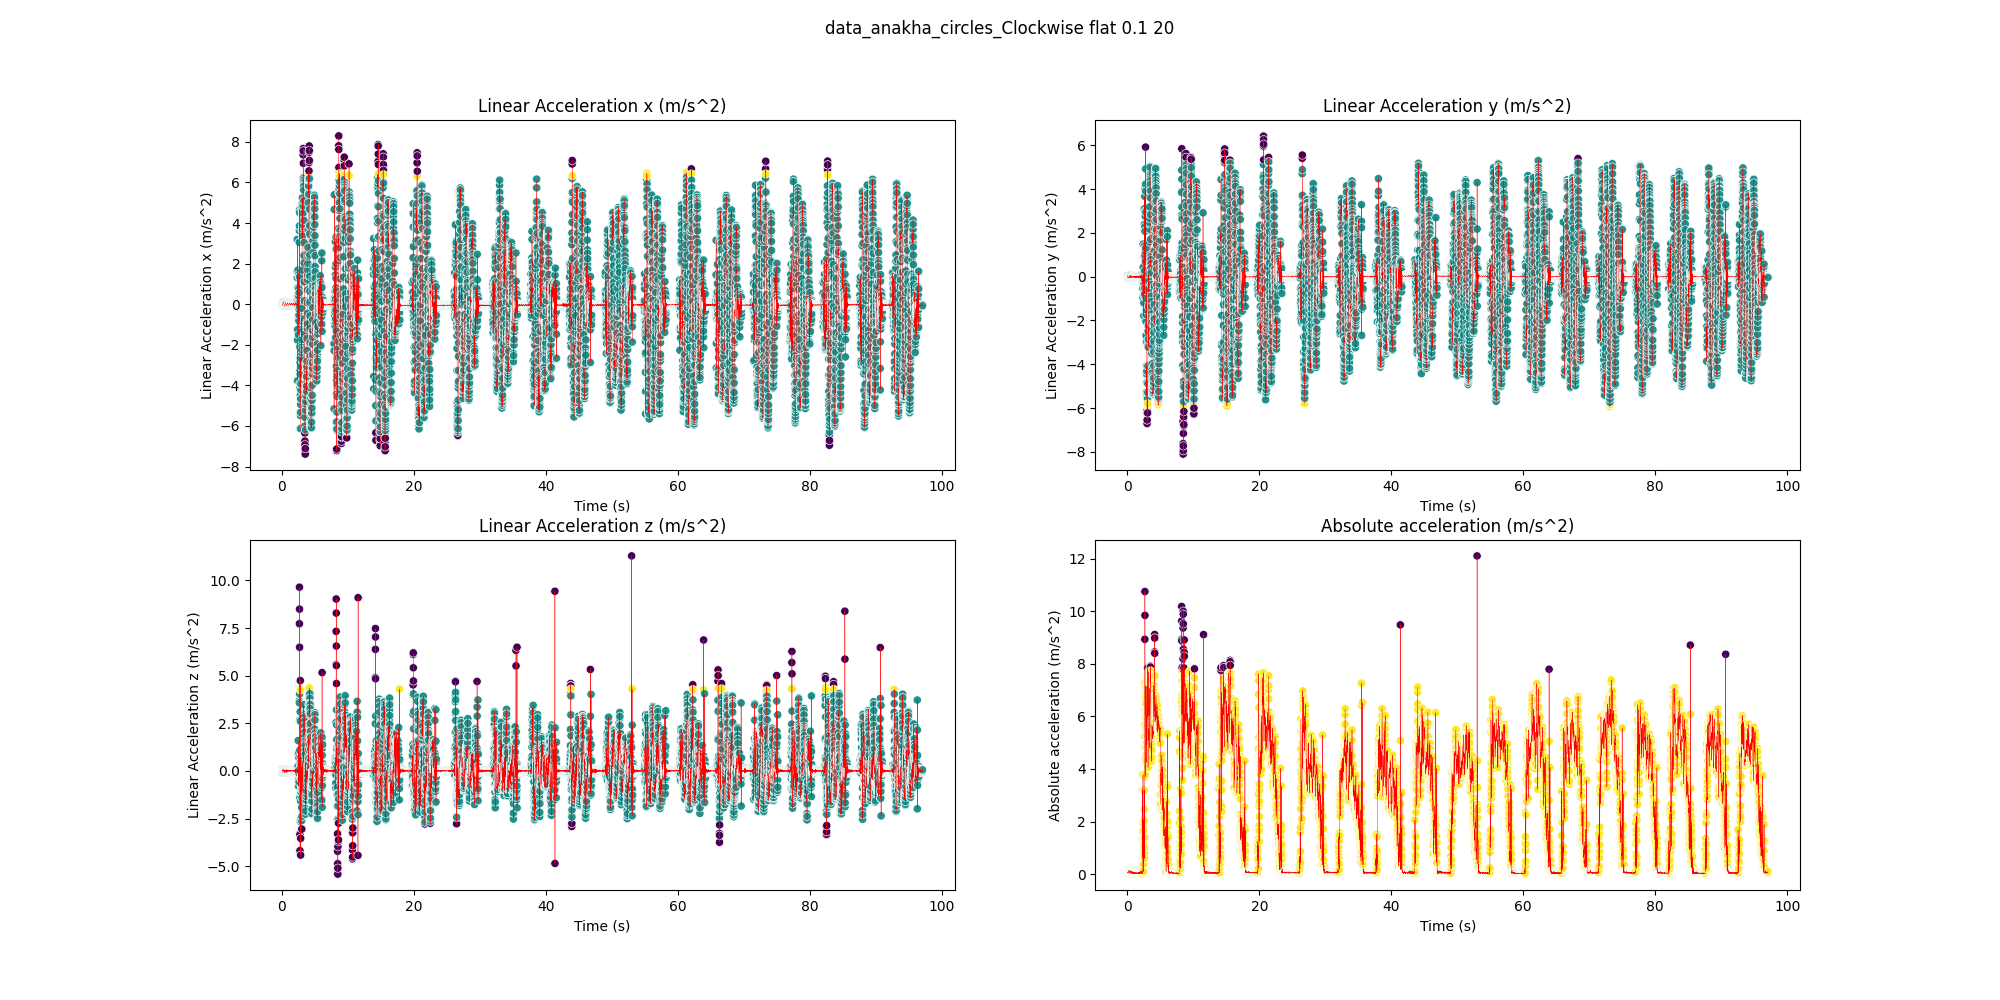 data_anakha_circles_Clockwise flat 0.1 20
Linear Acceleration x (m/s^2)
Linear Acceleration x (m/s^2)
8
6
4
2
0
−2
−4
−6
−8
0 20 40 60 80 100
Time (s)
Linear Acceleration y (m/s^2)
Linear Acceleration y (m/s^2)
6
4
2
0
−2
−4
−6
−8
0 20 40 60 80 100
Time (s)
Linear Acceleration z (m/s^2)
Linear Acceleration z (m/s^2)
10.0
7.5
5.0
2.5
0.0
−2.5
−5.0
0 20 40 60 80 100
Time (s)
Absolute acceleration (m/s^2)
Absolute acceleration (m/s^2)
12
10
8
6
4
2
0
0 20 40 60 80 100
Time (s)